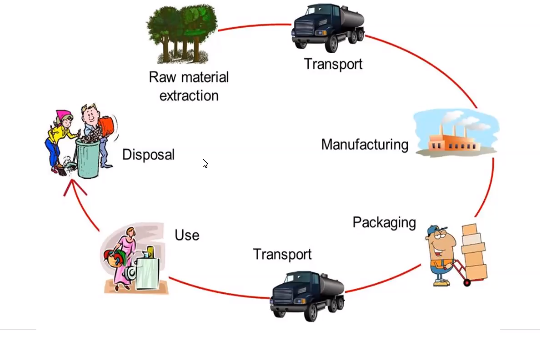 Raw material
extraction
Transport
Manufacturing
Packaging
Transport
Use
Disposal